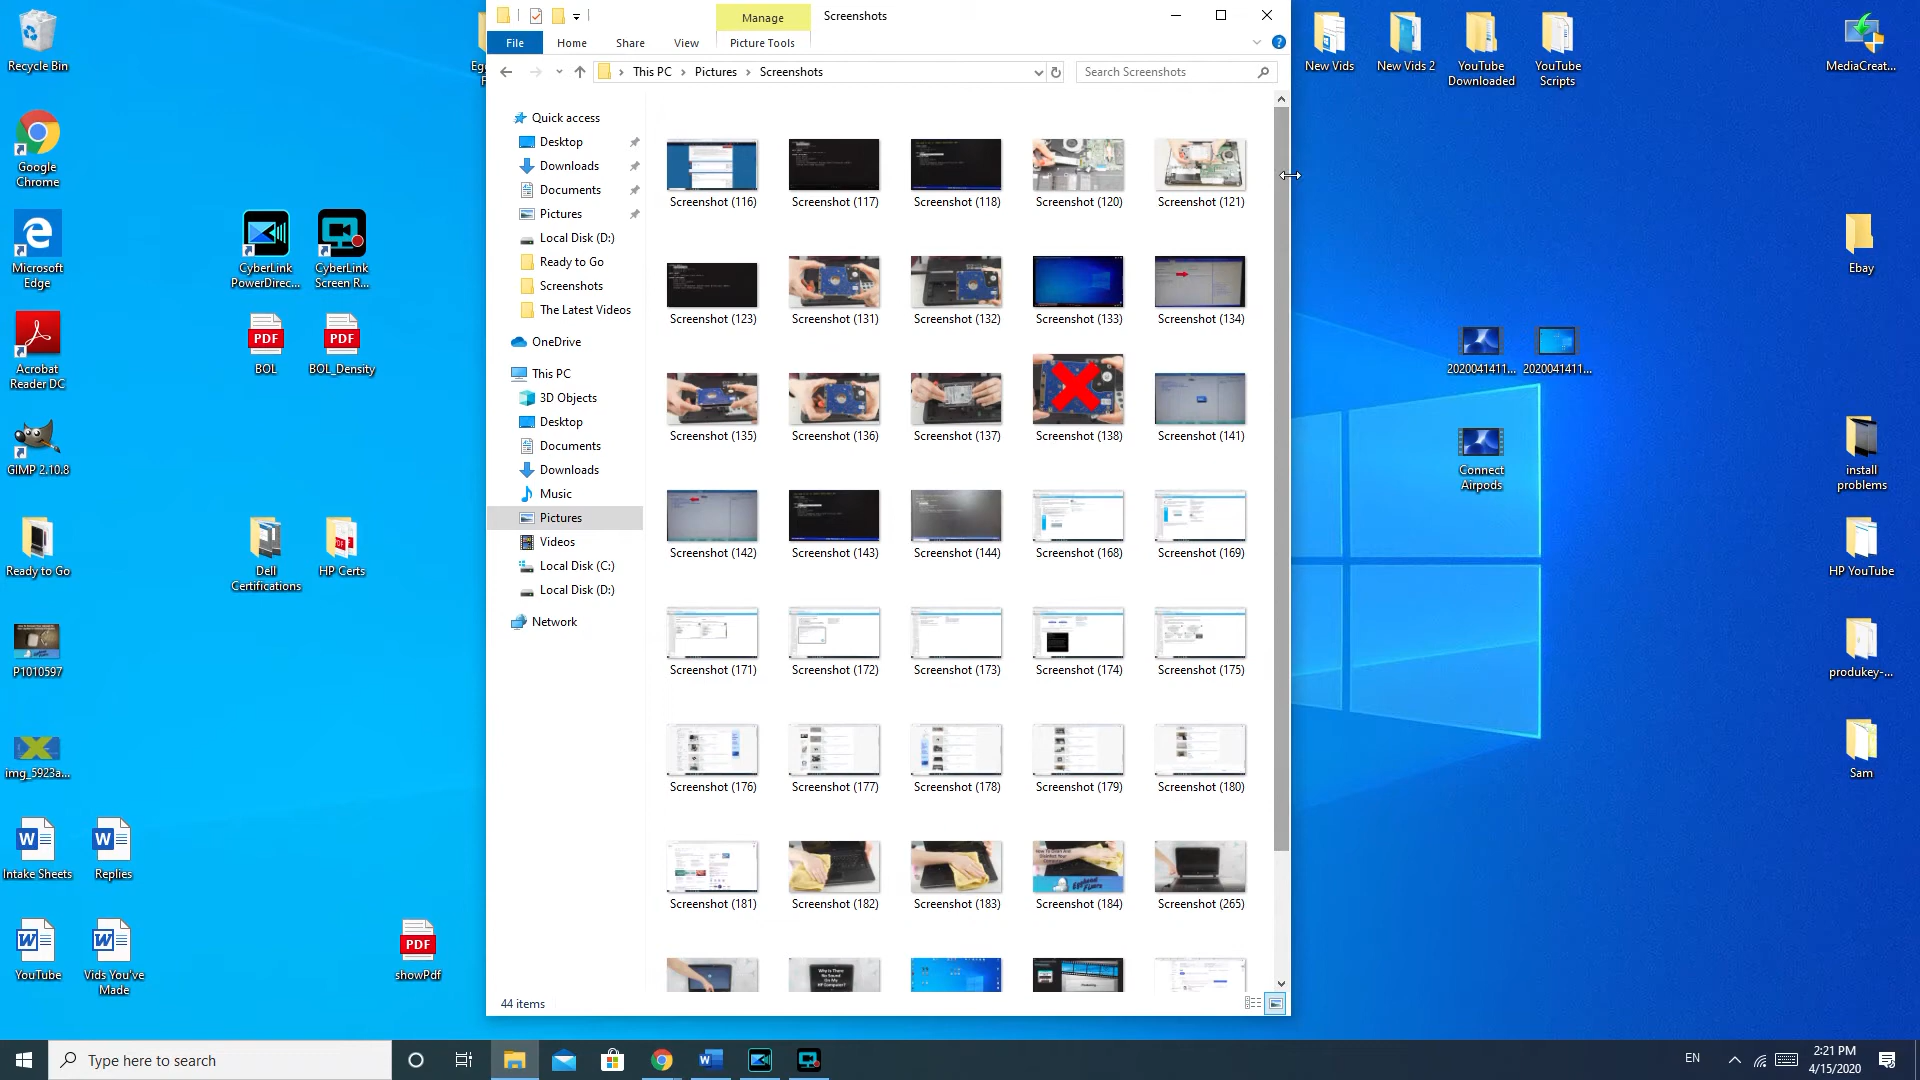 Manage
Screenshots
File
Home
Share
View
Picture Tools
This PC
Pictures
Screenshots
Search Screenshots
Quick access
Desktop
Downloads
Documents
Pictures
Local Disk (D:)
Ready to Go
Screenshots
The Latest Videos
OneDrive
This PC
3D Objects
Desktop
Documents
Downloads
Music
Pictures
Videos
Local Disk (C:)
Local Disk (D:)
Network
Screenshot (116)
Screenshot (117)
Screenshot (118)
Screenshot (120)
Screenshot (121)
Screenshot (123)
Screenshot (131)
Screenshot (132)
Screenshot (133)
Screenshot (134)
Screenshot (135)
Screenshot (136)
Screenshot (137)
Screenshot (138)
Screenshot (141)
Screenshot (142)
Screenshot (143)
Screenshot (144)
Screenshot (168)
Screenshot (169)
Screenshot (171)
Screenshot (172)
Screenshot (173)
Screenshot (174)
Screenshot (175)
Screenshot (176)
Screenshot (177)
Screenshot (178)
Screenshot (179)
Screenshot (180)
Screenshot (181)
Screenshot (182)
Screenshot (183)
Screenshot (184)
Screenshot (265)
44 items
Recycle Bin
Google
Chrome
Microsoft
Edge
Acrobat
Reader DC
GIMP 2.10.8
Ready to Go
P1010597
img_5923a...
Intake Sheets
Replies
YouTube
Vids You've
Made
CyberLink
PowerDirec...
CyberLink
Screen R...
PDF
BOL
PDF
BOL_Density
Dell
Certifications
HP Certs
PDF
showPdf
New Vids
New Vids 2
YouTube
Downloaded
YouTube
Scripts
MediaCreat...
Ebay
2020041411...
2020041411...
Connect
Airpods
install
problems
HP YouTube
produkey-...
Sam
Type here to search
EN
2:21 PM
4/15/2020